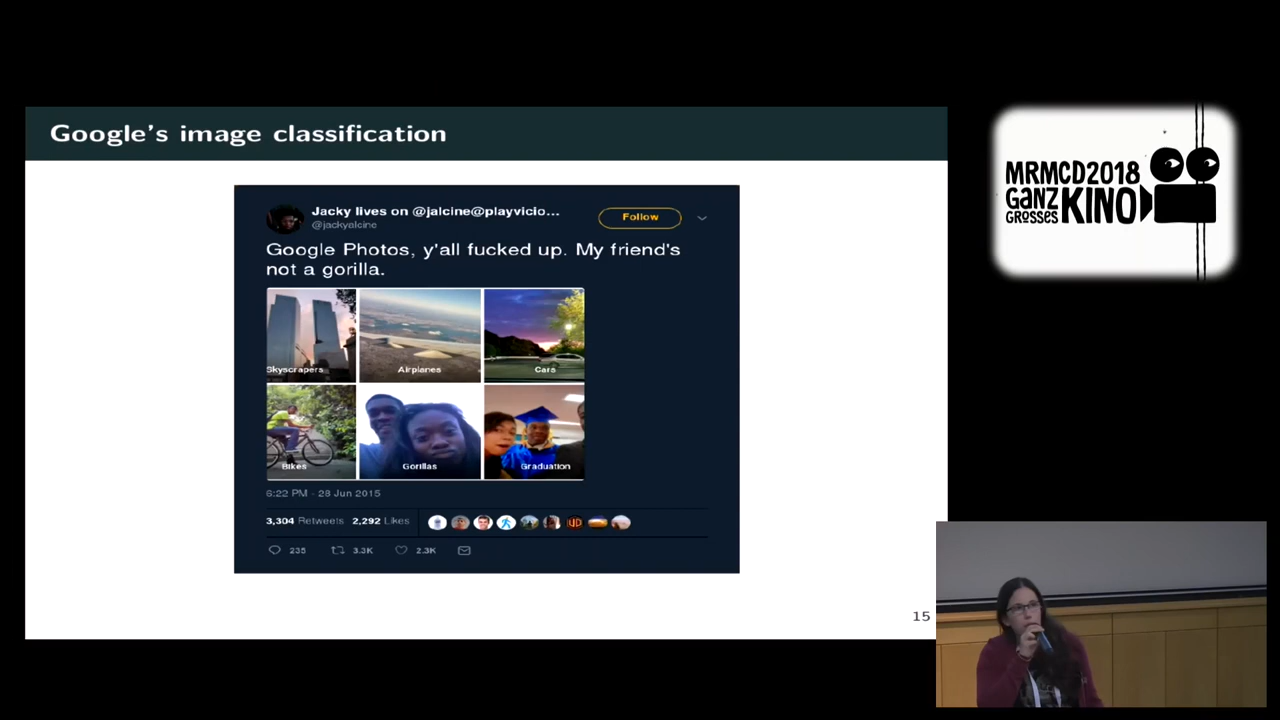 Google's image classification
Jacky lives on @jalcine@playvicio...
@jackyalcine
Follow
Google Photos, y'all fucked up. My friend's
not a gorilla.
Skyscrapers
Airplanes
Cars
Bikes
Gorillas
Graduation
6:22 PM - 28 Jun 2015
3,304 Retweets 2,292 Likes
235 3.3K 2.3K
15
MRMCD2018
GANZ
GROSSES
KINO